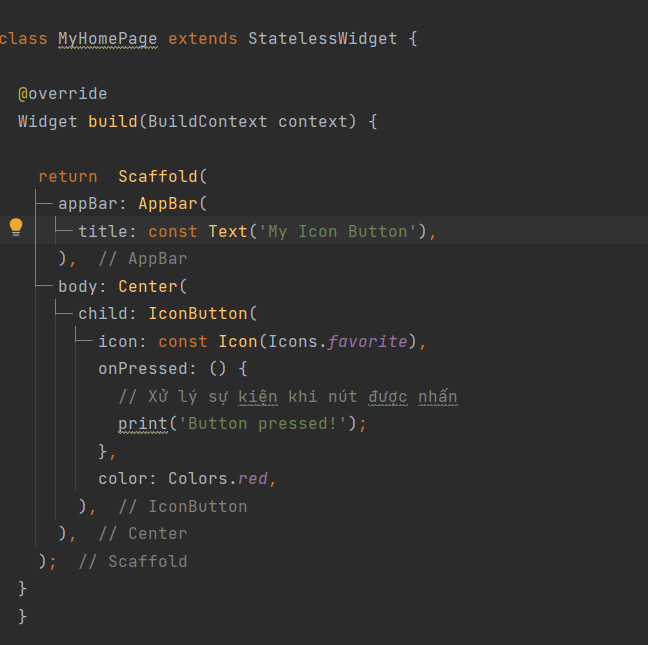 class MyHomePage extends StatelessWidget {
@override
Widget build(BuildContext context) {
return  Scaffold(
appBar: AppBar(
title: const Text('My Icon Button'),
),  // AppBar
body: Center(
child: IconButton(
icon: const Icon(Icons.favorite),
onPressed: () {
// Xử lý sự kiện khi nút được nhấn
print('Button pressed!');
},
color: Colors.red,
),  // IconButton
),  // Center
);  // Scaffold
}
}